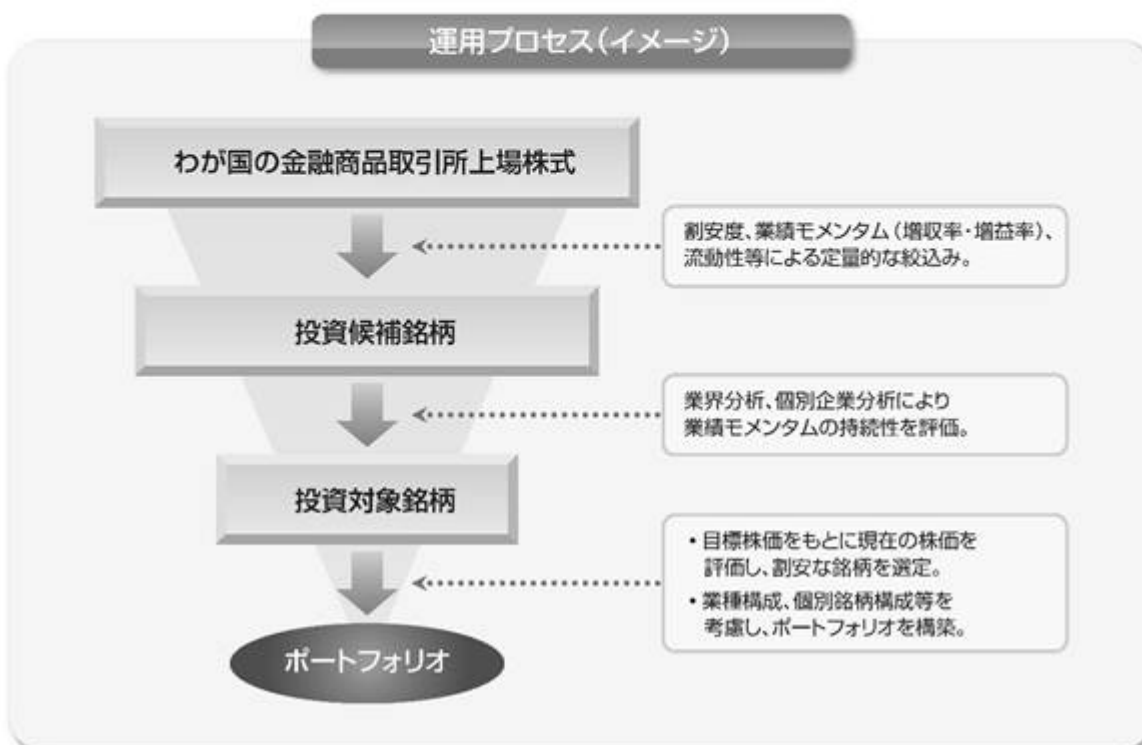 運用プロセス(イメージ)
わが国の金融商品取引所上場株式
割安度、業績モメンタム(増収率・増益率)、
流動性等による定量的な絞込み。
投資候補銘柄
業界分析、個別企業分析により
業績モメンタムの持続性を評価。
投資対象銘柄
・目標株価をもとに現在の株価を
評価し、割安な銘柄を選定。
・業種構成、個別銘柄構成等を
考慮し、ポートフォリオを構築。
ポートフォリオ